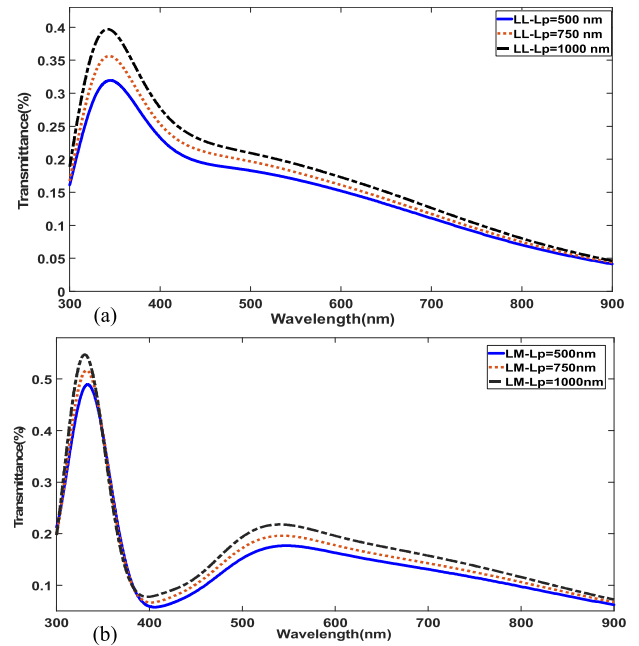 0.4
0.35
0.3
0.25
0.2
0.15
0.1
0.05
0
Transmittance(%)
LL-Lp=500 nm
LL-Lp=750 nm
LL-Lp=1000 nm
300 400 500 600 700 800 900
Wavelength(nm)
(a)
0.5
0.4
0.3
0.2
0.1
Transmittance(%)
LM-Lp=500nm
LM-Lp=750nm
LM-Lp=1000nm
300 400 500 600 700 800 900
Wavelength(nm)
(b)